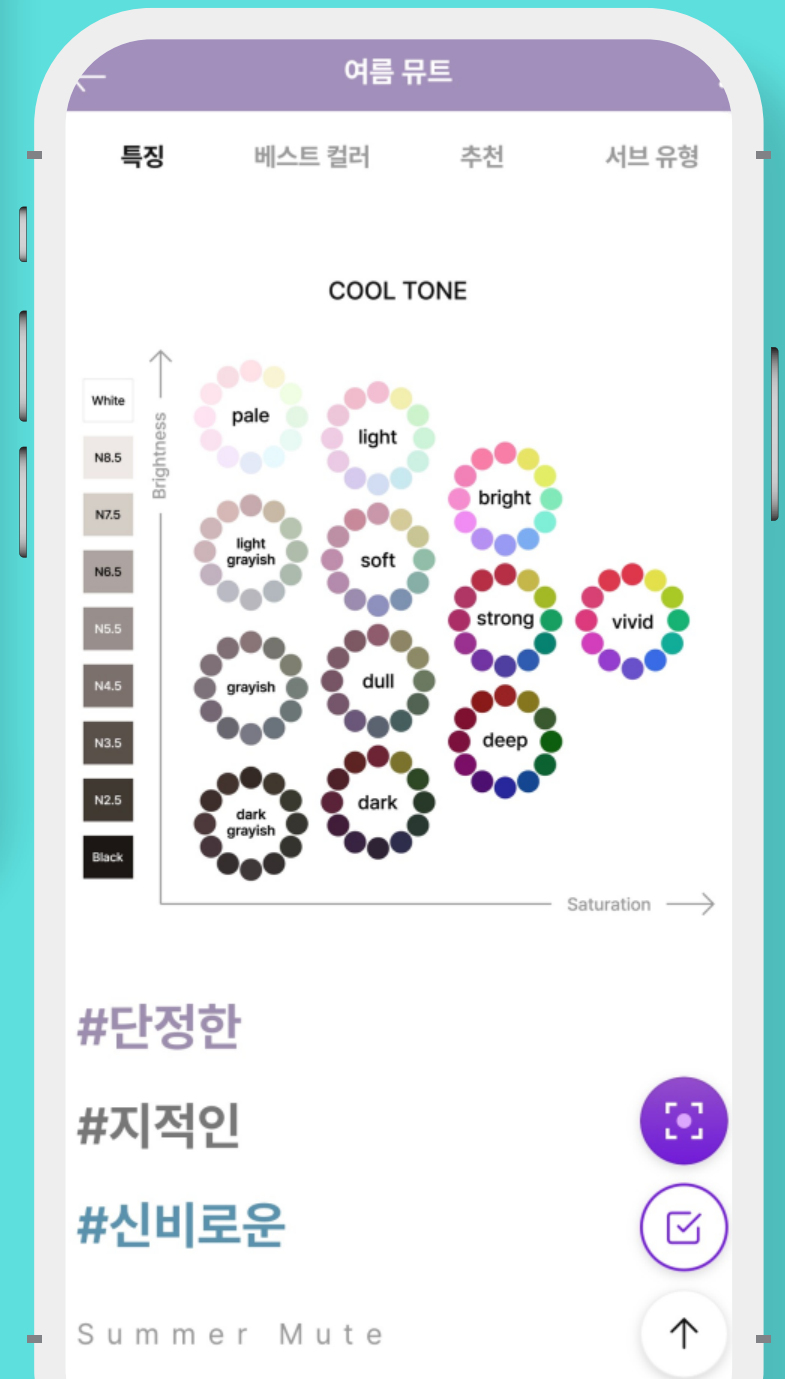 여름 뮤트
특징
베스트 컬러
추천
서브 유형
COOL TONE
White
N8.5
N7.5
N6.5
N5.5
N4.5
N3.5
N2.5
Black
Brightness
pale
light
bright
light
grayish
soft
strong
vivid
grayish
dull
deep
dark
grayish
dark
Saturation
#단정한
#지적인
#신비로운
Summer Mute